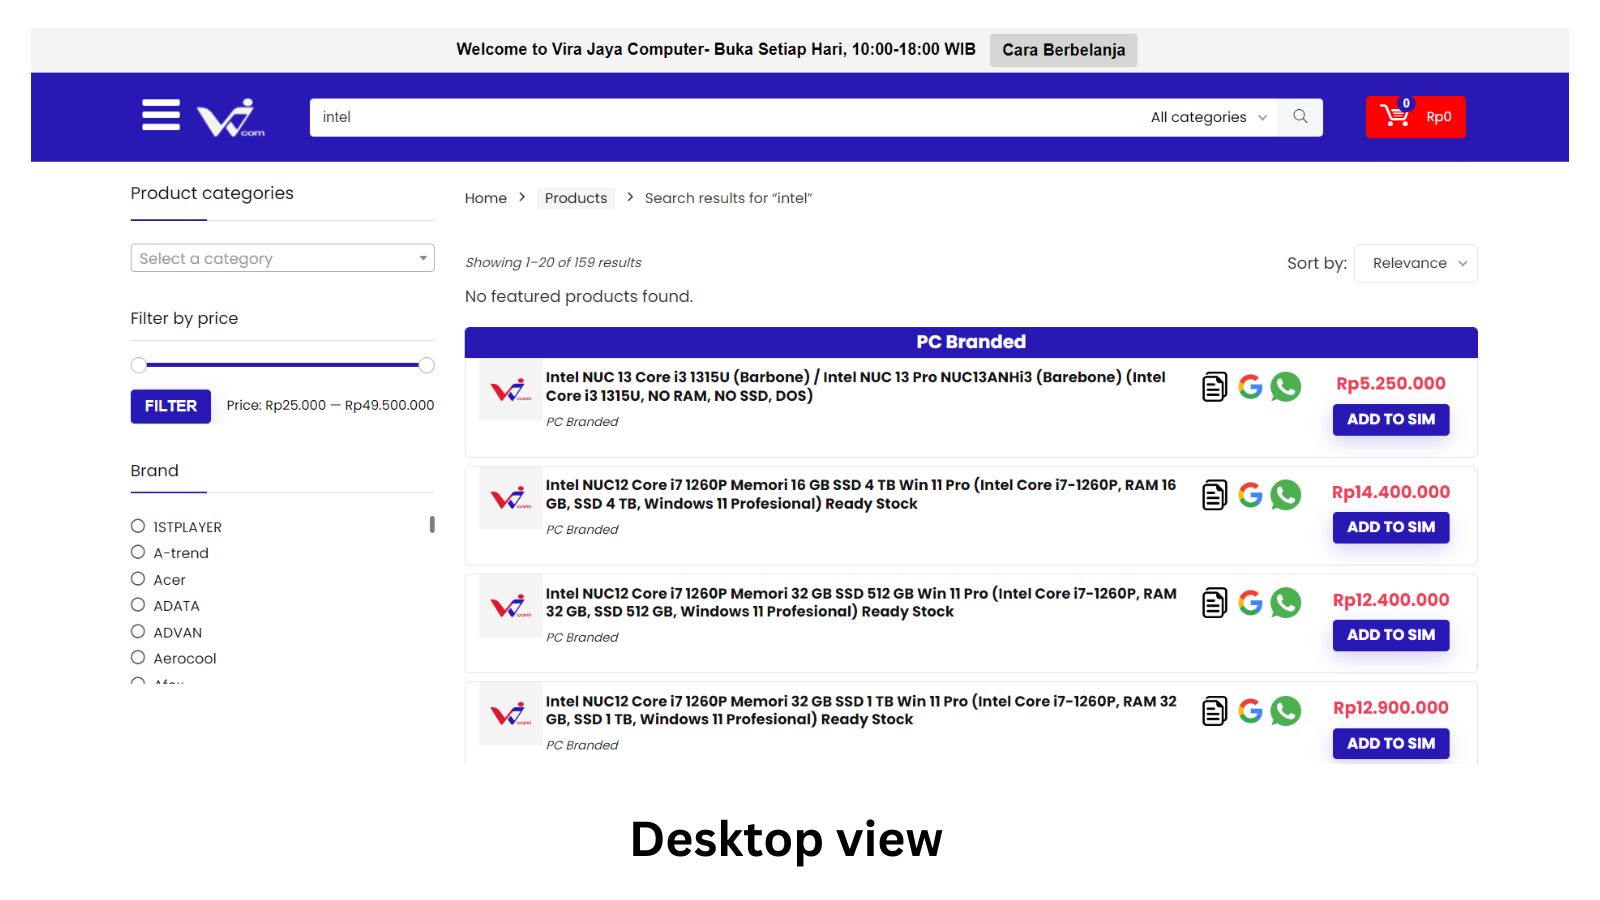 Welcome to Vira Jaya Computer- Buka Setiap Hari, 10:00-18:00 WIB
Cara Berbelanja
com
intel
All categories
0
Rp0
Product categories
Select a category
Filter by price
FILTER
Price: Rp25.000 — Rp49.500.000
Brand
1STPLAYER
A-trend
Acer
ADATA
ADVAN
Aerocool
Home
Products
Search results for “intel”
Showing 1–20 of 159 results
Sort by:
Relevance
No featured products found.
PC Branded
Intel NUC 13 Core i3 1315U (Barbone) / Intel NUC 13 Pro NUC13ANHi3 (Barebone) (Intel
Core i3 1315U, NO RAM, NO SSD, DOS)
PC Branded
Rp5.250.000
ADD TO SIM
Intel NUC12 Core i7 1260P Memori 16 GB SSD 4 TB Win 11 Pro (Intel Core i7-1260P, RAM 16
GB, SSD 4 TB, Windows 11 Profesional) Ready Stock
PC Branded
Rp14.400.000
ADD TO SIM
Intel NUC12 Core i7 1260P Memori 32 GB SSD 512 GB Win 11 Pro (Intel Core i7-1260P, RAM
32 GB, SSD 512 GB, Windows 11 Profesional) Ready Stock
PC Branded
Rp12.400.000
ADD TO SIM
Intel NUC12 Core i7 1260P Memori 32 GB SSD 1 TB Win 11 Pro (Intel Core i7-1260P, RAM 32
GB, SSD 1 TB, Windows 11 Profesional) Ready Stock
PC Branded
Rp12.900.000
ADD TO SIM
Desktop view